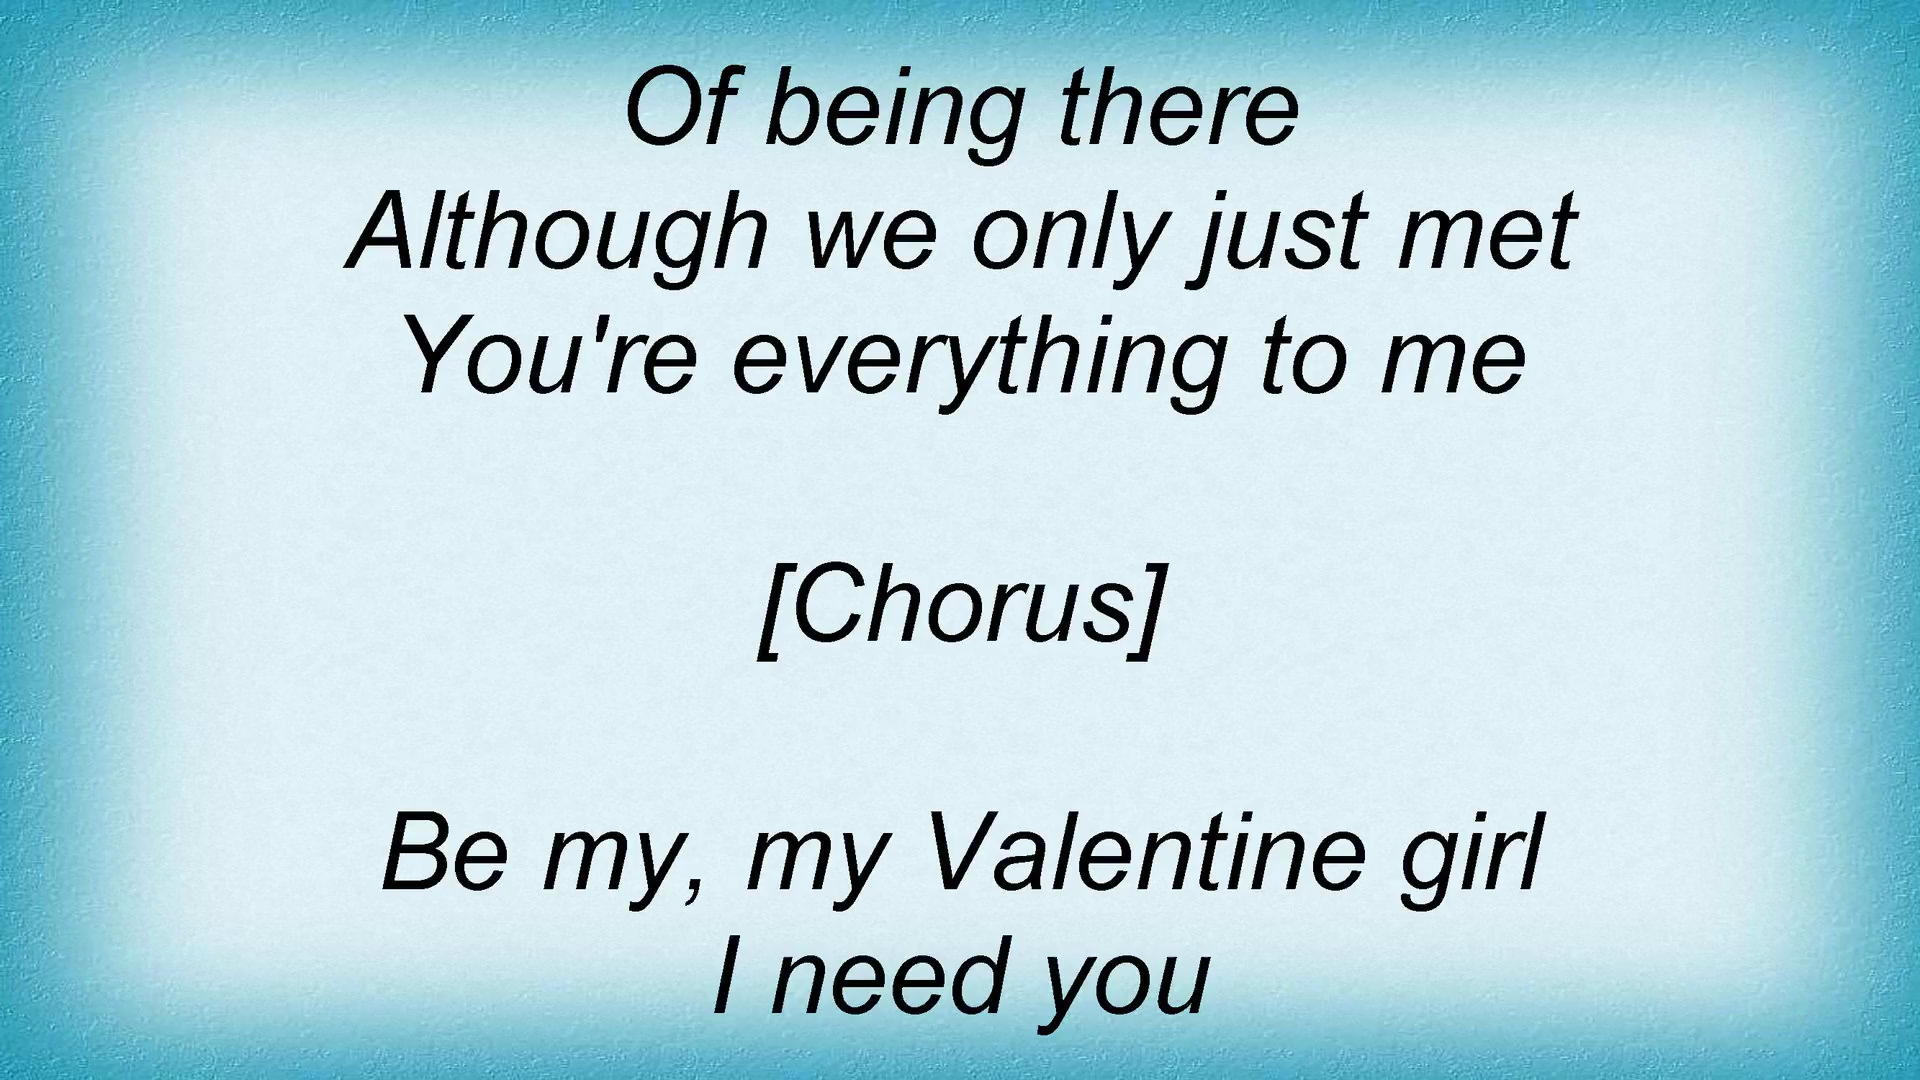 Of being there
Although we only just met
You're everything to me
[Chorus]
Be my, my Valentine girl
I need you